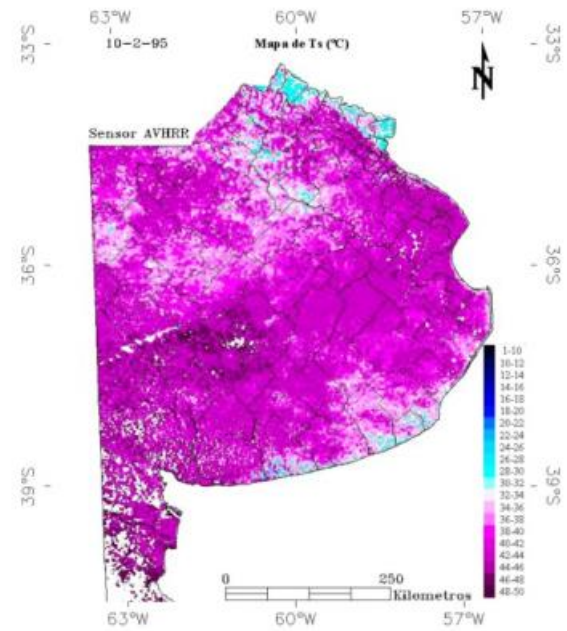 63°W 60°W 57°W
33°S 33°S
10-2-95 Mapa de Ts (ºC)
N
Sensor AVHRR
36°S 36°S
1-10
10-12
12-14
14-16
16-18
18-20
20-22
22-24
24-26
26-28
28-30
30-32
32-34
34-36
36-38
38-40
40-42
42-44
44-46
46-48
48-50
39°S 39°S
0 250
Kilometros
63°W 60°W 57°W